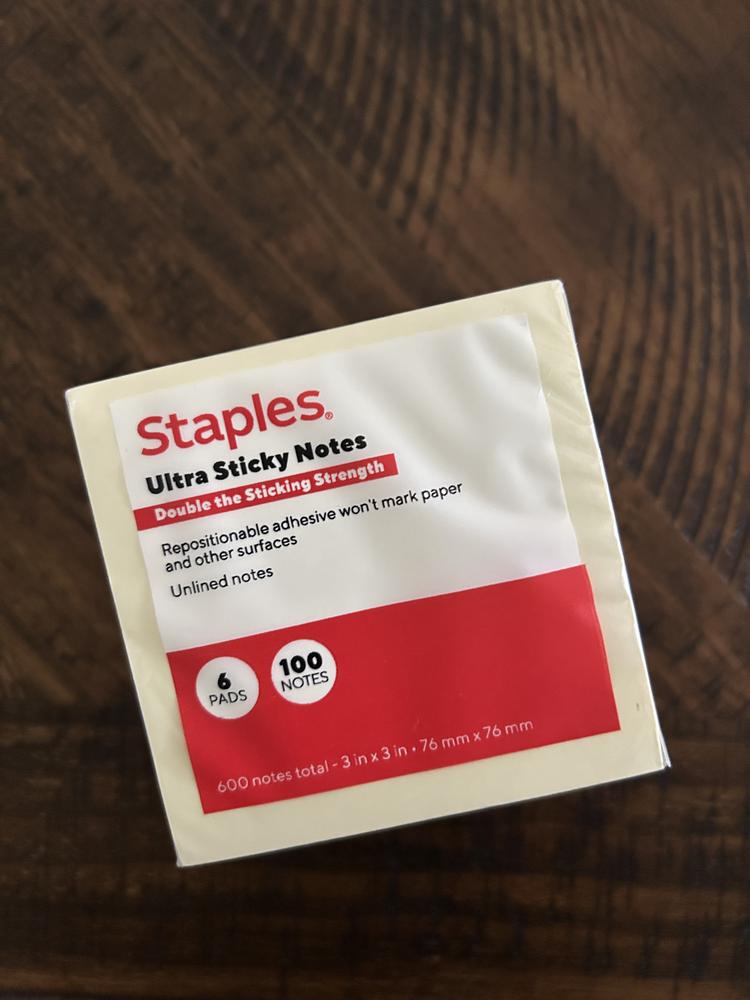 Staples®
Ultra Sticky Notes
Double the Sticking Strength
Repositionable adhesive won't mark paper
and other surfaces
Unlined notes
6 PADS
100 NOTES
600 notes total - 3 in x 3 in • 76 mm x 76 mm